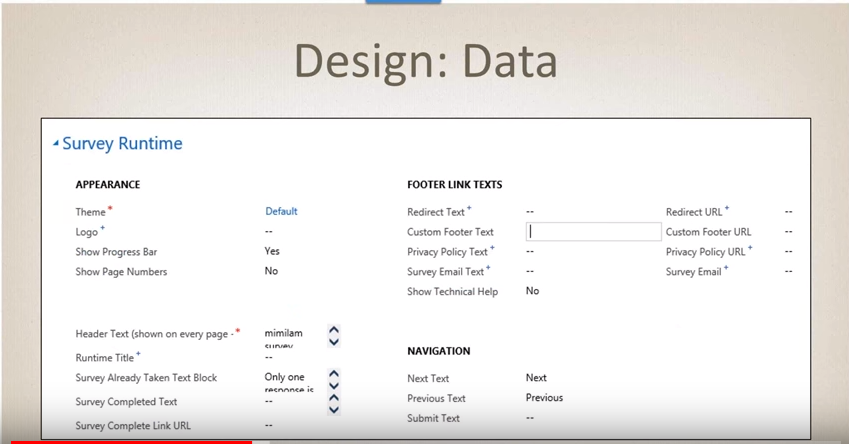 Design: Data
Survey Runtime
APPEARANCE
Theme* Default
Logo+ --
Show Progress Bar Yes
Show Page Numbers No
Header Text (shown on every page -* mimilam
survey
Runtime Title+ --
Survey Already Taken Text Block Only one
response is
Survey Completed Text --
Survey Complete Link URL --
FOOTER LINK TEXTS
Redirect Text+ -- Redirect URL+ --
Custom Footer Text Custom Footer URL --
Privacy Policy Text+ -- Privacy Policy URL+ --
Survey Email Text+ -- Survey Email+ --
Show Technical Help No
NAVIGATION
Next Text Next
Previous Text Previous
Submit Text --